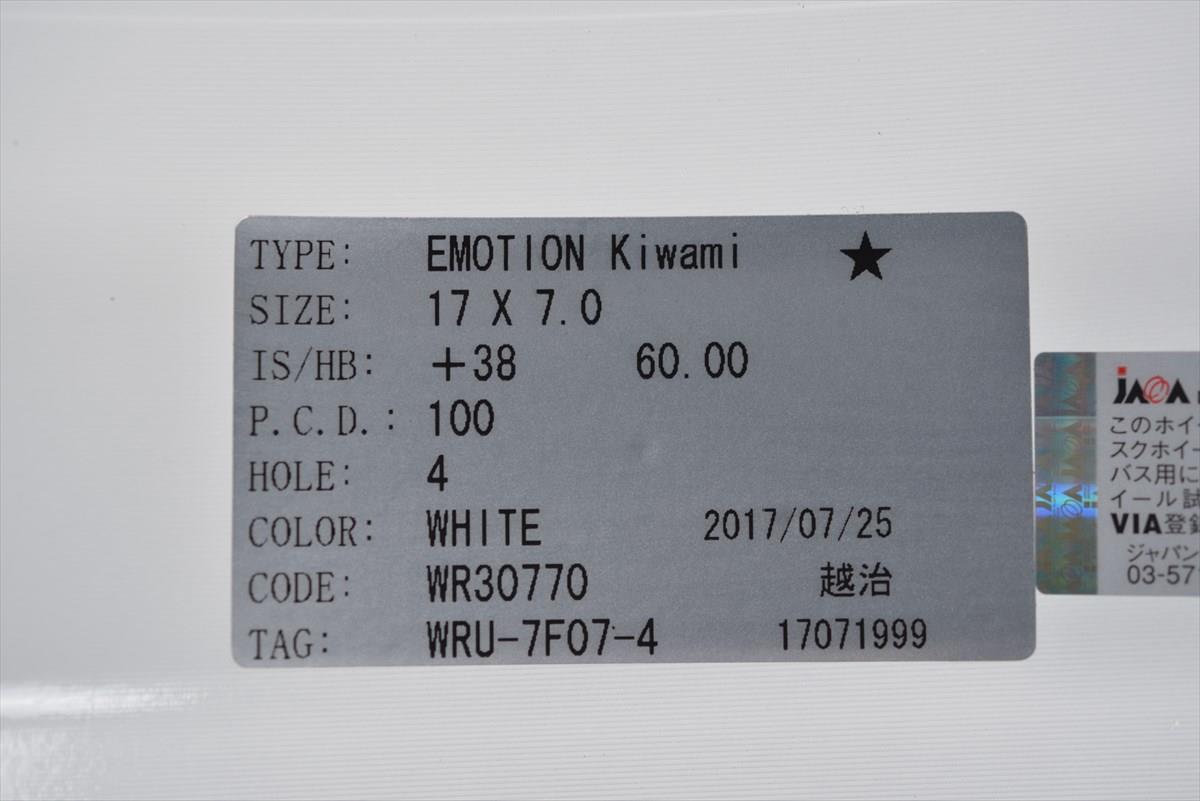 TYPE: EMOTION Kiwami ★
SIZE: 17 X 7.0
IS/HB: +38 60.00
P.C.D.: 100
HOLE: 4
COLOR: WHITE 2017/07/25
CODE: WR30770 越治
TAG: WRU-7F07-4 17071999
JAWA
このホイ
スクホイー
バス用に
イール試
VIA登録
ジャパン
03-571